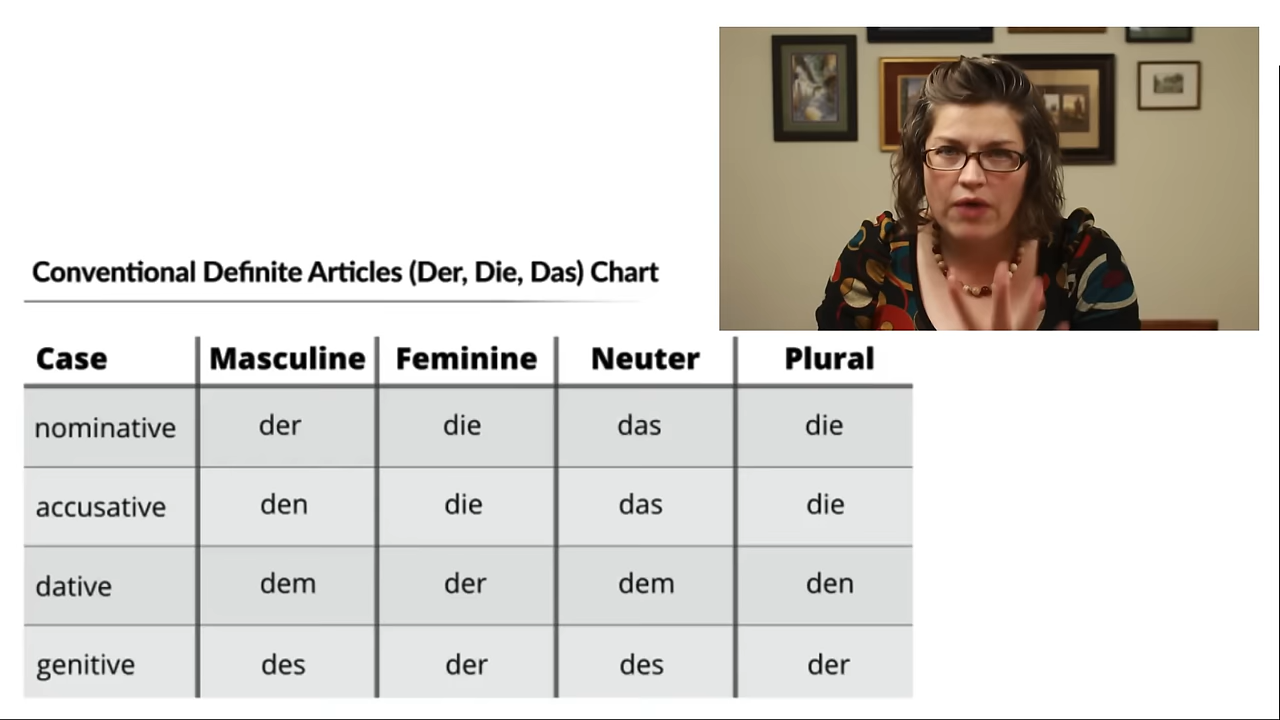 Conventional Definite Articles (Der, Die, Das) Chart
Case Masculine Feminine Neuter Plural
nominative der die das die
accusative den die das die
dative dem der dem den
genitive des der des der